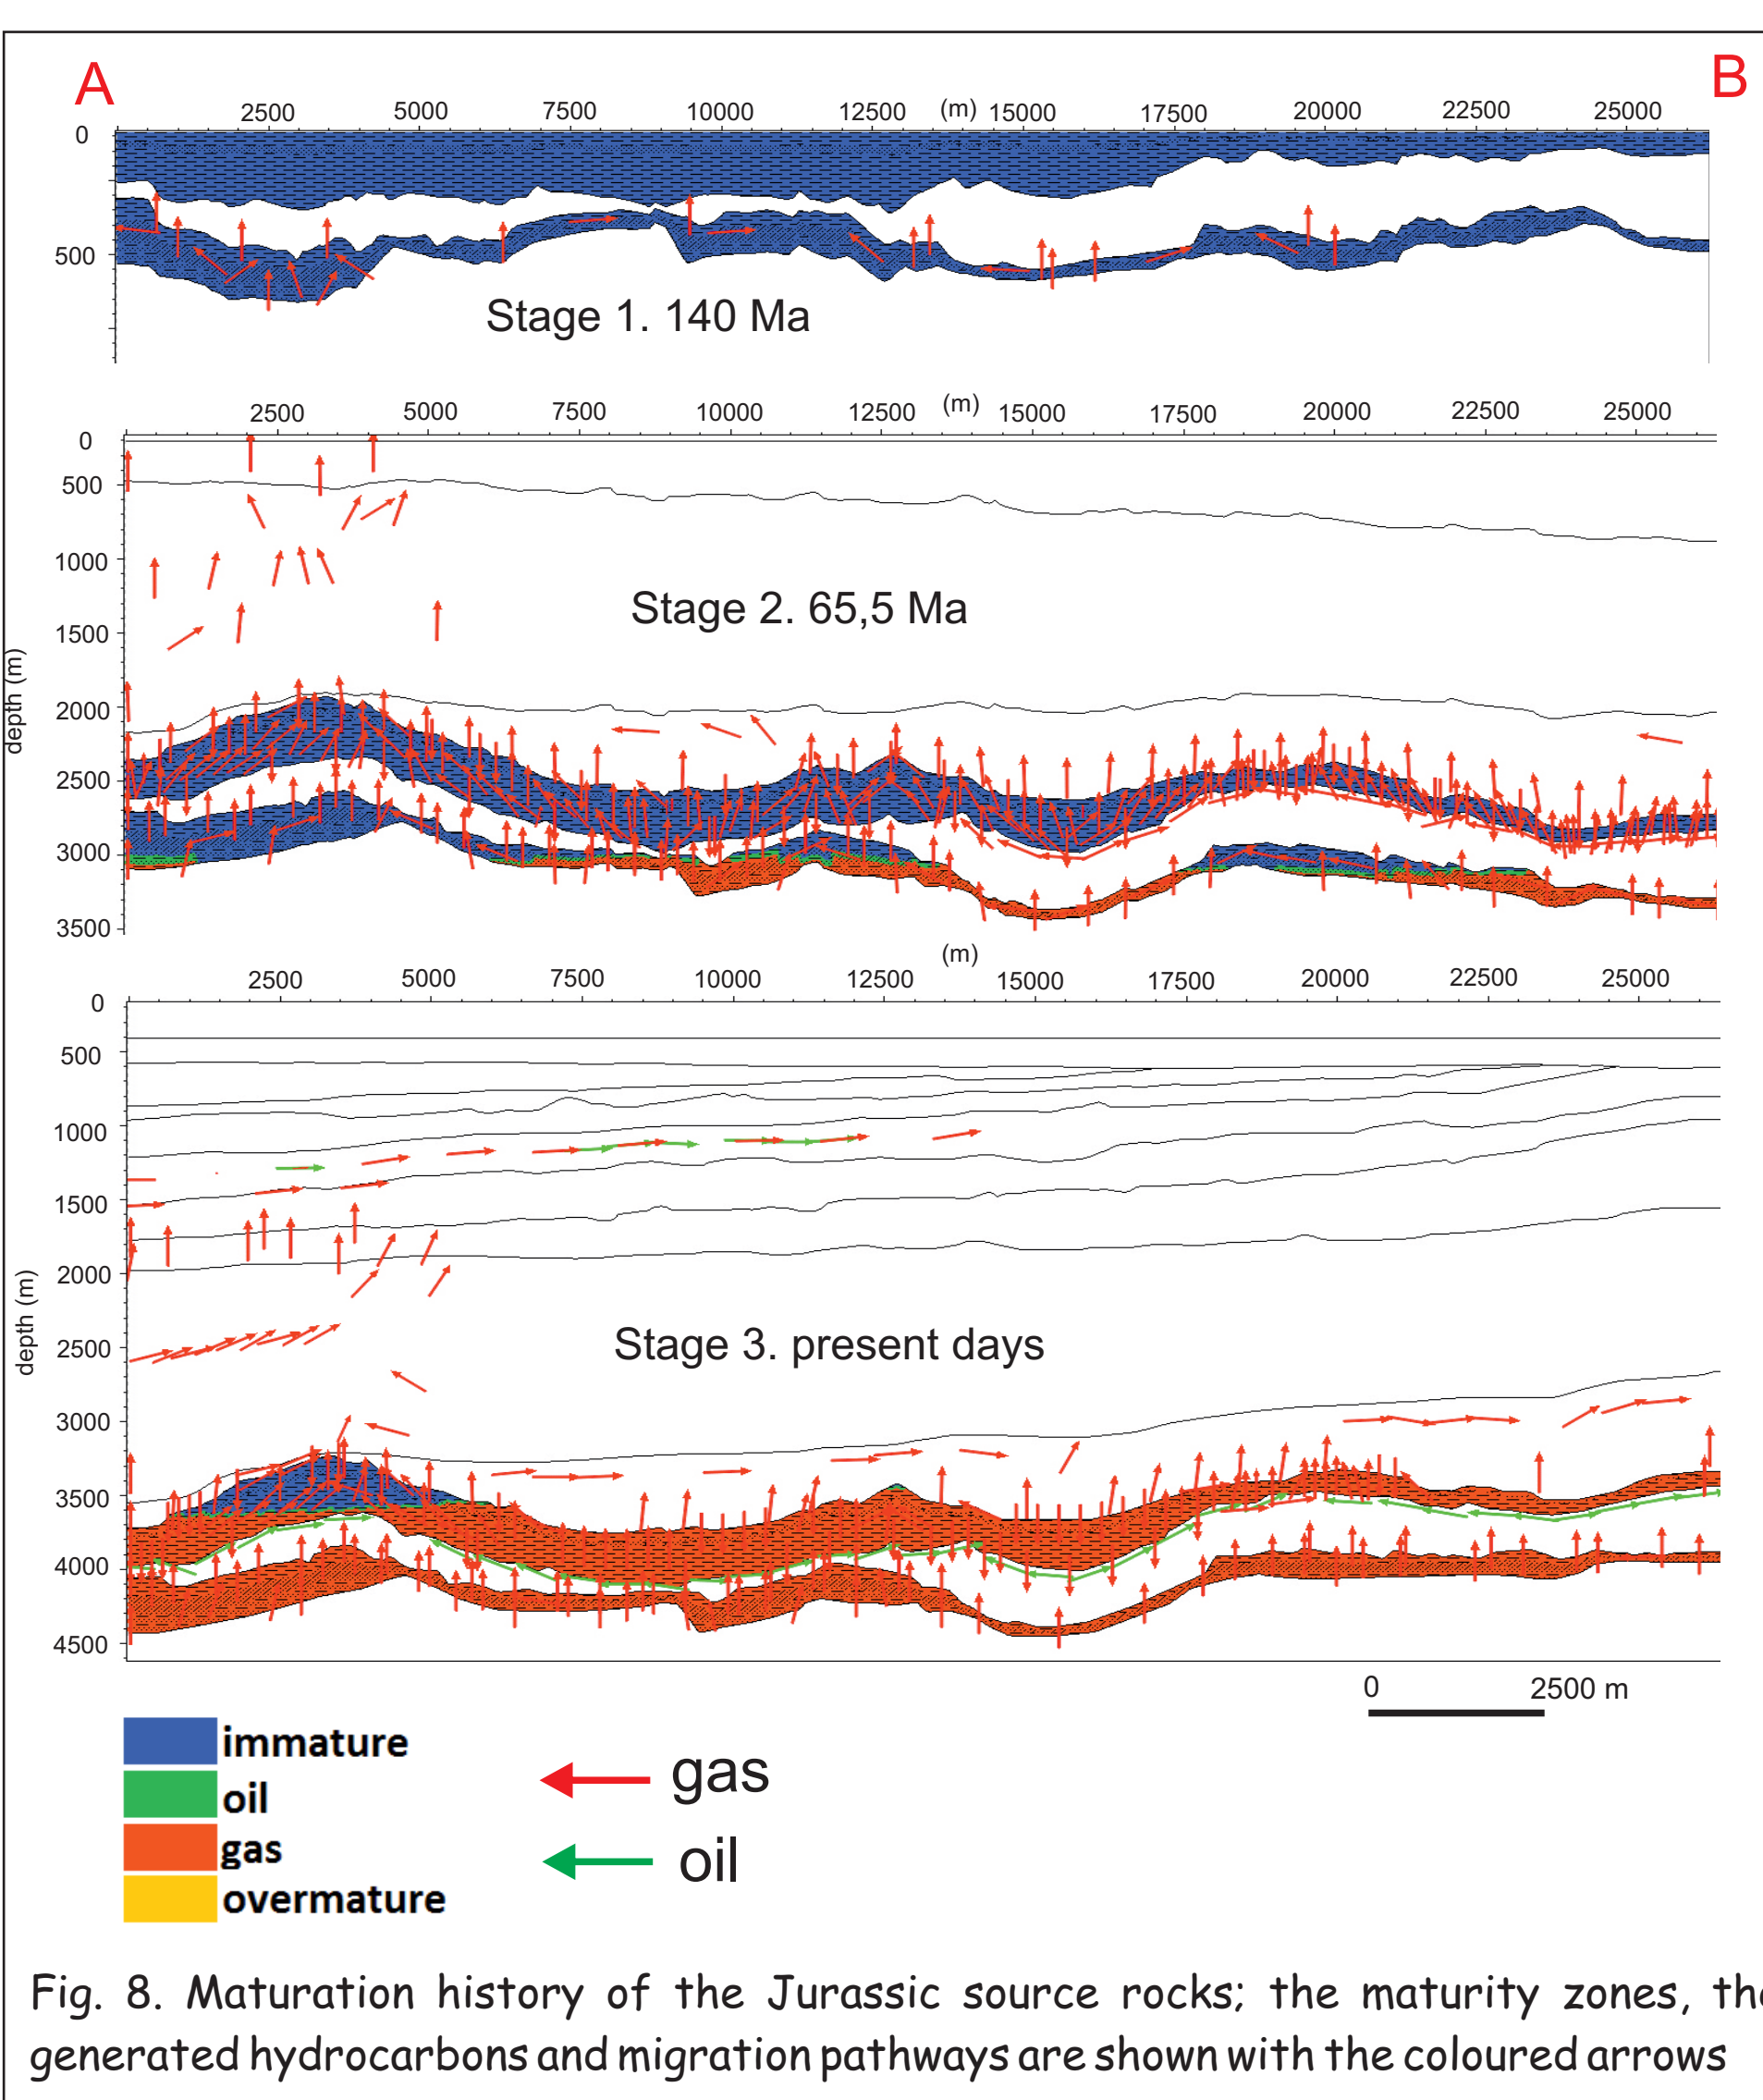 A B
2500 5000 7500 10000 12500 (m) 15000 17500 20000 22500 25000
0
500
Stage 1. 140 Ma
2500 5000 7500 10000 12500 (m) 15000 17500 20000 22500 25000
0
500
1000
Stage 2. 65,5 Ma
1500
depth (m)
2000
2500
3000
3500
(m)
2500 5000 7500 10000 12500 15000 17500 20000 22500 25000
0
500
1000
1500
2000
depth (m)
2500
Stage 3. present days
3000
3500
4000
4500
0 2500 m
immature
oil
gas
overmature
gas
oil
Fig. 8. Maturation history of the Jurassic source rocks; the maturity zones, the
generated hydrocarbons and migration pathways are shown with the coloured arrows